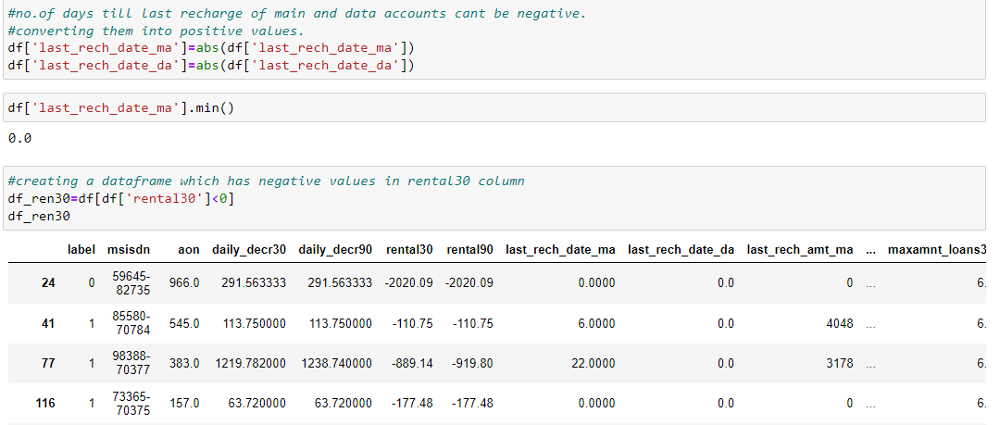 #no.of days till last recharge of main and data accounts cant be negative.
#converting them into positive values.
df['last_rech_date_ma']=abs(df['last_rech_date_ma'])
df['last_rech_date_da']=abs(df['last_rech_date_da'])
df['last_rech_date_ma'].min()
0.0
#creating a dataframe which has negative values in rental30 column
df_ren30=df[df['rental30']<0]
df_ren30
label msisdn aon daily_decr30 daily_decr90 rental30 rental90 last_rech_date_ma last_rech_date_da last_rech_amt_ma ... maxamnt_loans3
24 0 59645-82735 966.0 291.563333 291.563333 -2020.09 -2020.09 0.0000 0.0 0 ... 6.
41 1 85580-70784 545.0 113.750000 113.750000 -110.75 -110.75 6.0000 0.0 4048 ... 6.
77 1 98388-70377 383.0 1219.782000 1238.740000 -889.14 -919.80 22.0000 0.0 3178 ... 6.
116 1 73365-70375 157.0 63.720000 63.720000 -177.48 -177.48 0.0000 0.0 0 ... 6.